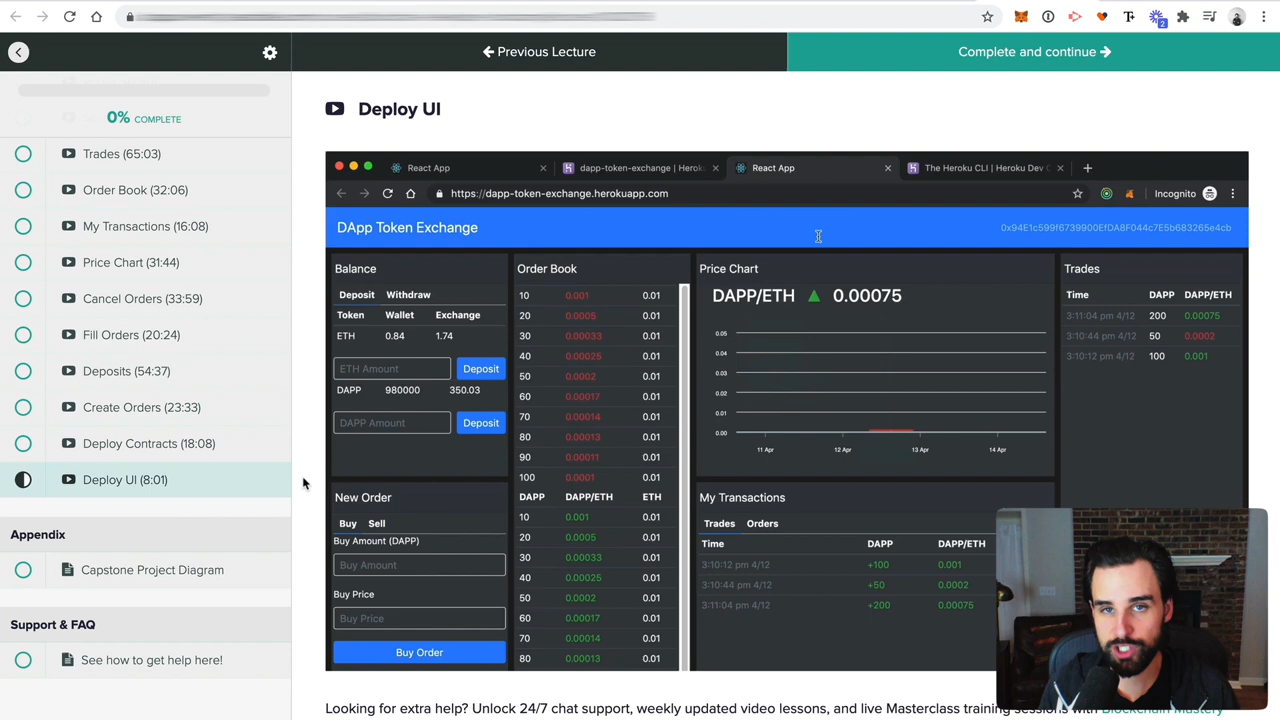 Previous Lecture
Complete and continue
0% COMPLETE
Trades (65:03)
Order Book (32:06)
My Transactions (16:08)
Price Chart (31:44)
Cancel Orders (33:59)
Fill Orders (20:24)
Deposits (54:37)
Create Orders (23:33)
Deploy Contracts (18:08)
Deploy UI (8:01)
Appendix
Capstone Project Diagram
Support & FAQ
See how to get help here!
2
Deploy UI
React App
dapp-token-exchange | Herok
React App
The Heroku CLI | Heroku Dev C
https://dapp-token-exchange.herokuapp.com
Incognito
DApp Token Exchange
0x94E1c599f6739900EfDA8F044c7E5b683265e4cb
Balance
Deposit Withdraw
Token Wallet Exchange
ETH 0.84 1.74
ETH Amount Deposit
DAPP 980000 350.03
DAPP Amount Deposit
New Order
Buy Sell
Buy Amount (DAPP)
Buy Amount
Buy Price
Buy Price
Buy Order
Order Book
10 0.001 0.01
20 0.0005 0.01
30 0.00033 0.01
40 0.00025 0.01
50 0.0002 0.01
60 0.00017 0.01
70 0.00014 0.01
80 0.00013 0.01
90 0.00011 0.01
100 0.0001 0.01
DAPP DAPP/ETH ETH
10 0.001 0.01
20 0.0005 0.01
30 0.00033 0.01
40 0.00025 0.01
50 0.0002 0.01
60 0.00017 0.01
70 0.00014 0.01
80 0.00013 0.01
Price Chart
DAPP/ETH ▲ 0.00075
0.05
0.04
0.03
0.02
0.01
0.00
11 Apr 12 Apr 13 Apr 14 Apr
My Transactions
Trades Orders
Time DAPP DAPP/ETH
3:10:12 pm 4/12 +100 0.001
3:10:44 pm 4/12 +50 0.0002
3:11:04 pm 4/12 +200 0.00075
Trades
Time DAPP DAPP/ETH
3:11:04 pm 4/12 200 0.00075
3:10:44 pm 4/12 50 0.0002
3:10:12 pm 4/12 100 0.001
Looking for extra help? Unlock 24/7 chat support, weekly updated video lessons, and live Masterclass training sessions with Blockchain Mastery